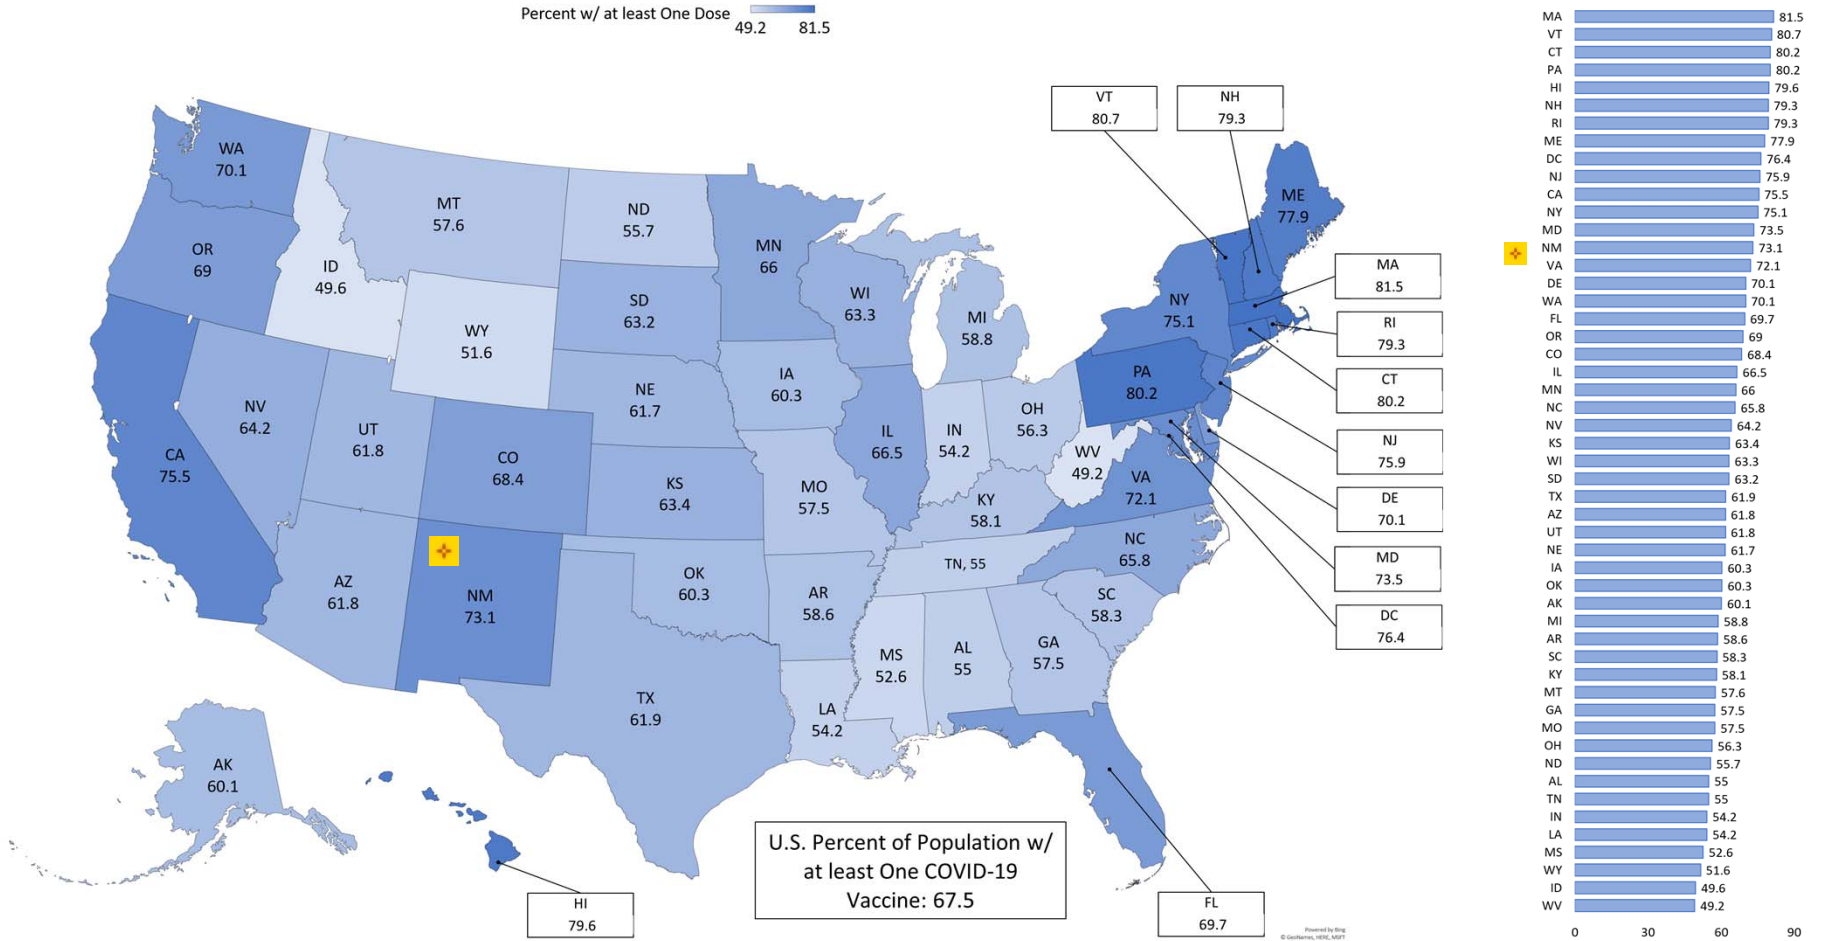 Percent w/ at least One Dose
49.2 81.5
VT
80.7
NH
79.3
WA
70.1
MT
57.6
ND
55.7
ME
77.9
OR
69
ID
49.6
MN
66
MA
81.5
SD
63.2
WI
63.3
NY
75.1
MI
58.8
WY
51.6
RI
79.3
PA
80.2
CT
80.2
IA
60.3
NE
61.7
NV
64.2
UT
61.8
OH
56.3
IL
66.5
IN
54.2
CA
75.5
CO
68.4
WV
49.2
NJ
75.9
KS
63.4
MO
57.5
VA
72.1
KY
58.1
DE
70.1
NC
65.8
TN, 55
MD
73.5
AZ
61.8
NM
73.1
OK
60.3
AR
58.6
SC
58.3
DC
76.4
MS
52.6
AL
55
GA
57.5
TX
61.9
LA
54.2
AK
60.1
U.S. Percent of Population w/
at least One COVID-19
Vaccine: 67.5
HI
79.6
FL
69.7
Powered by Bing
© GeoNames, HERE, MSFT
MA 81.5
VT 80.7
CT 80.2
PA 80.2
HI 79.6
NH 79.3
RI 79.3
ME 77.9
DC 76.4
NJ 75.9
CA 75.5
NY 75.1
MD 73.5
NM 73.1
VA 72.1
DE 70.1
WA 70.1
FL 69.7
OR 69
CO 68.4
IL 66.5
MN 66
NC 65.8
NV 64.2
KS 63.4
WI 63.3
SD 63.2
TX 61.9
AZ 61.8
UT 61.8
NE 61.7
IA 60.3
OK 60.3
AK 60.1
MI 58.8
AR 58.6
SC 58.3
KY 58.1
MT 57.6
GA 57.5
MO 57.5
OH 56.3
ND 55.7
AL 55
TN 55
IN 54.2
LA 54.2
MS 52.6
WY 51.6
ID 49.6
WV 49.2
0 30 60 90